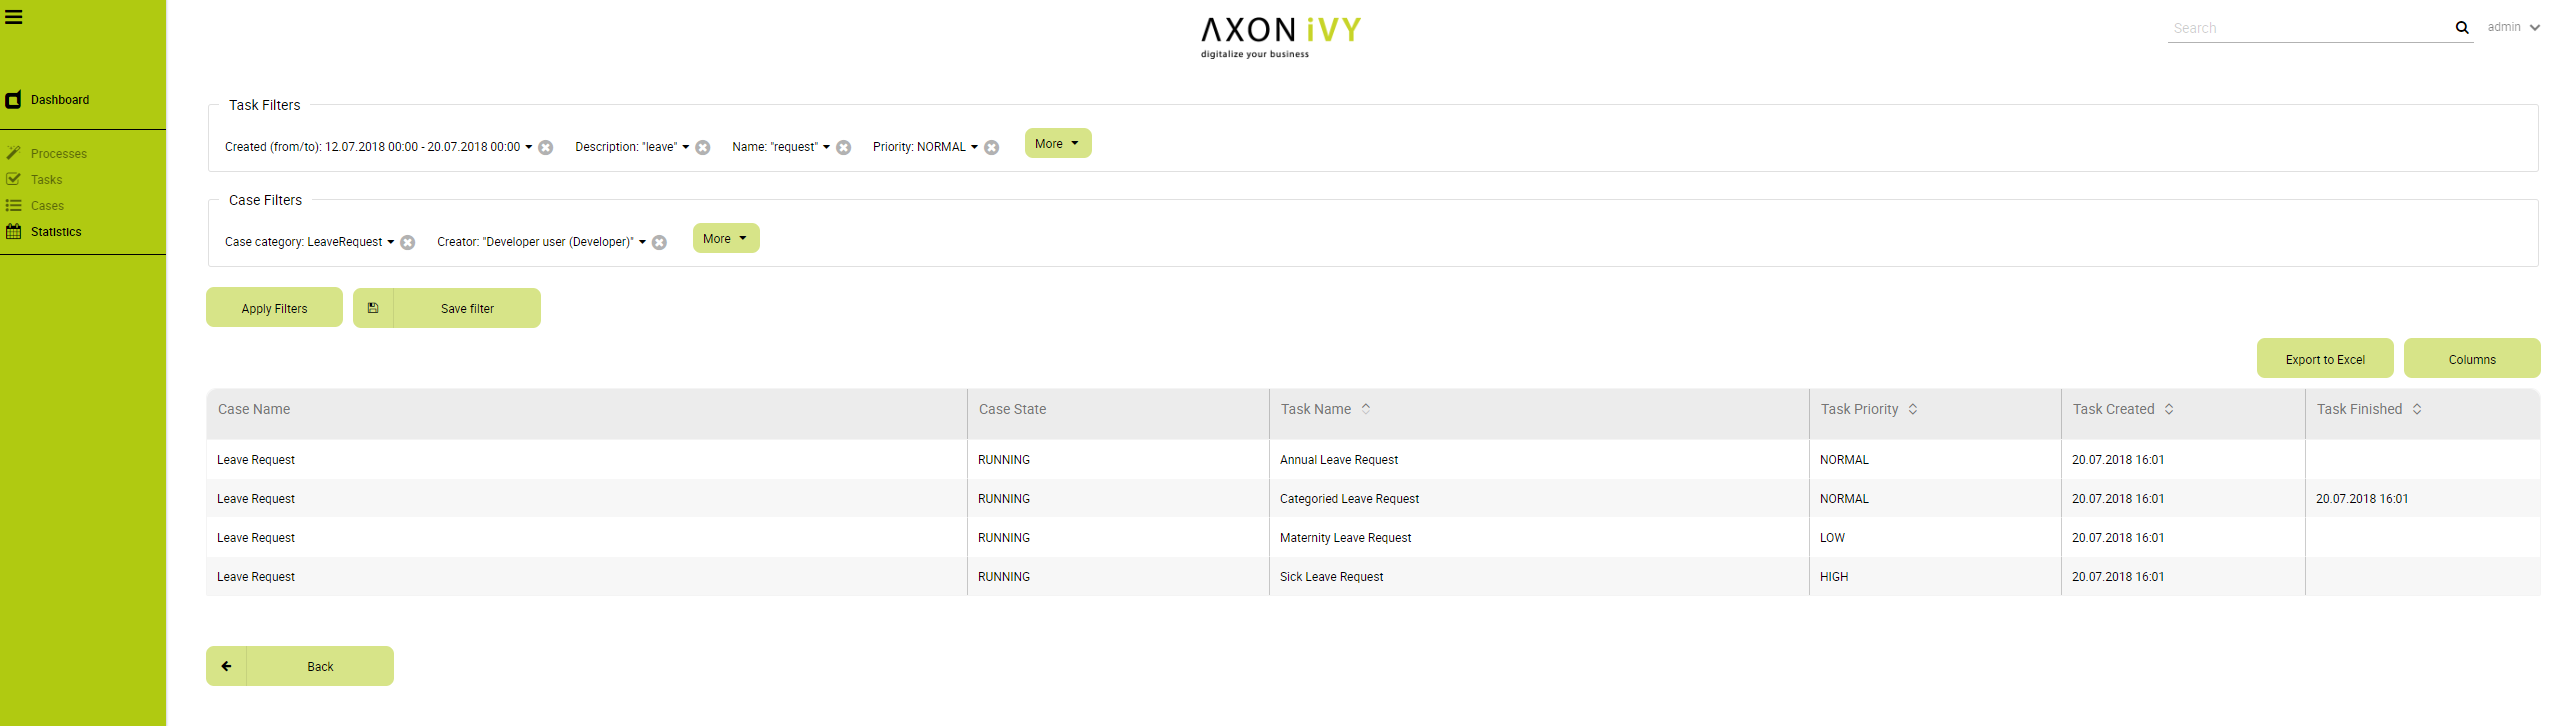 AXON iVY
digitalize your business
Search
admin
Dashboard
Processes
Tasks
Cases
Statistics
Task Filters
Created (from/to): 12.07.2018 00:00 - 20.07.2018 00:00 Description: "leave" Name: "request" Priority: NORMAL More
Case Filters
Case category: LeaveRequest Creator: "Developer user (Developer)" More
Apply Filters Save filter
Export to Excel Columns
Case Name Case State Task Name Task Priority Task Created Task Finished
Leave Request RUNNING Annual Leave Request NORMAL 20.07.2018 16:01
Leave Request RUNNING Categoried Leave Request NORMAL 20.07.2018 16:01 20.07.2018 16:01
Leave Request RUNNING Maternity Leave Request LOW 20.07.2018 16:01
Leave Request RUNNING Sick Leave Request HIGH 20.07.2018 16:01
Back